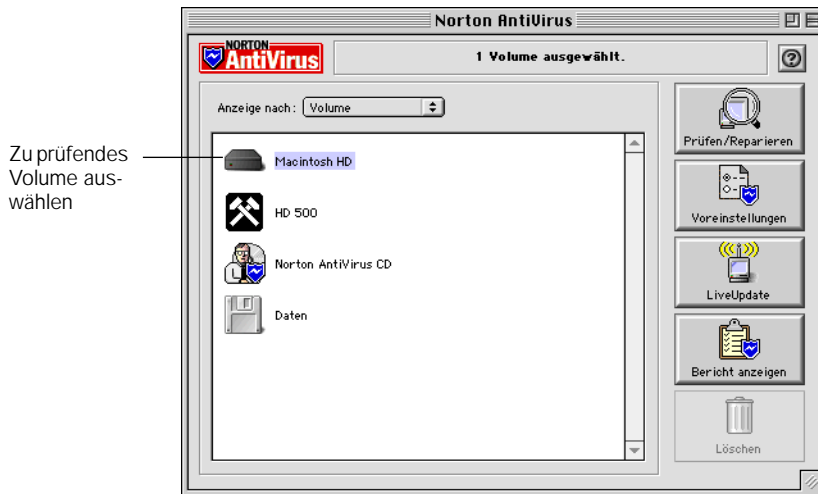 Norton AntiVirus
NORTON
AntiVirus
1 Volume ausgewählt.
?
Anzeige nach: Volume
Zu prüfendes
Volume aus-
wählen
Macintosh HD
HD 500
Norton AntiVirus CD
Daten
Prüfen/Reparieren
Voreinstellungen
LiveUpdate
Bericht anzeigen
Löschen